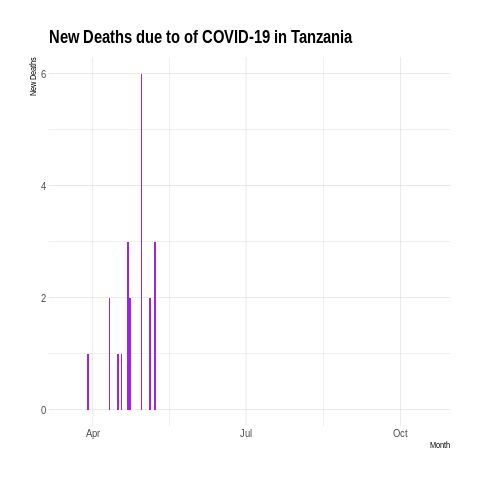 New Deaths due to of COVID-19 in Tanzania
New Deaths
6
4
2
0
Apr Jul Oct
Month